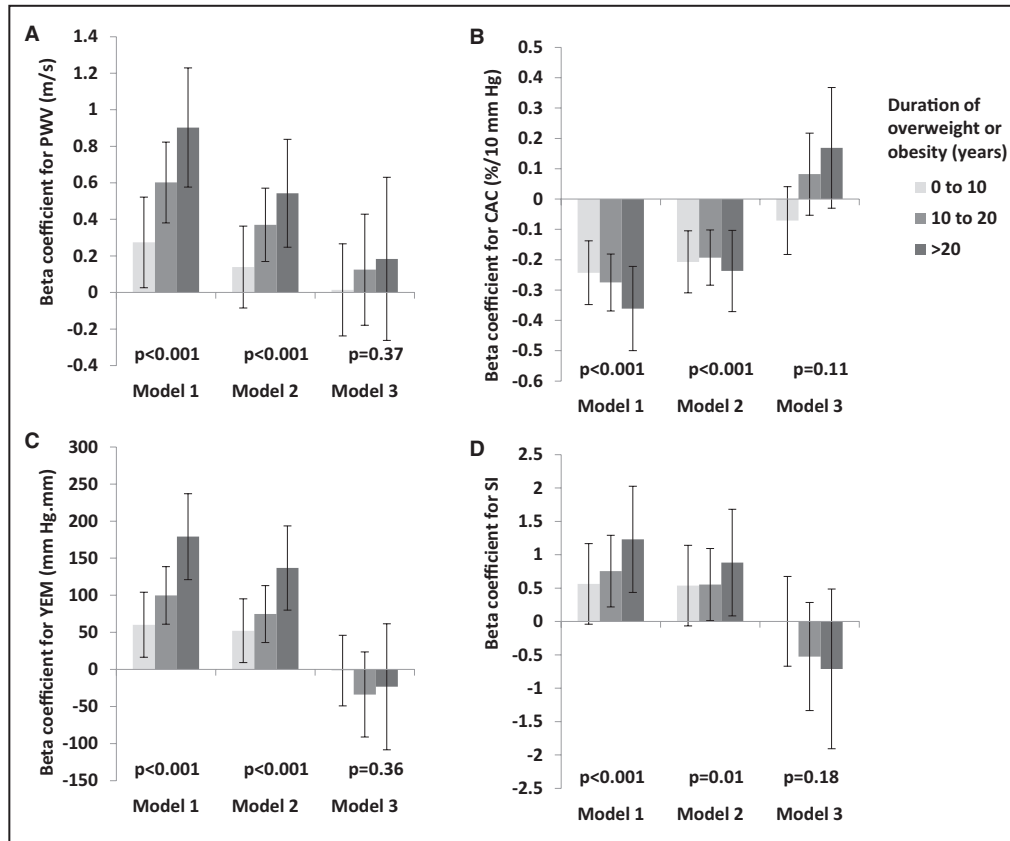 A
Beta coefficient for PWV (m/s)
1.4
1.2
1
0.8
0.6
0.4
0.2
0
-0.2
-0.4
p<0.001 p<0.001 p=0.37
Model 1 Model 2 Model 3
B
Beta coefficient for CAC (%/10 mm Hg)
0.5
0.4
0.3
0.2
0.1
0
-0.1
-0.2
-0.3
-0.4
-0.5
-0.6
p<0.001 p<0.001 p=0.11
Model 1 Model 2 Model 3
Duration of
overweight or
obesity (years)
0 to 10
10 to 20
>20
C
Beta coefficient for YEM (mm Hg.mm)
300
250
200
150
100
50
0
-50
-100
-150
p<0.001 p<0.001 p=0.36
Model 1 Model 2 Model 3
D
Beta coefficient for SI
2.5
2
1.5
1
0.5
0
-0.5
-1
-1.5
-2
-2.5
p<0.001 p=0.01 p=0.18
Model 1 Model 2 Model 3